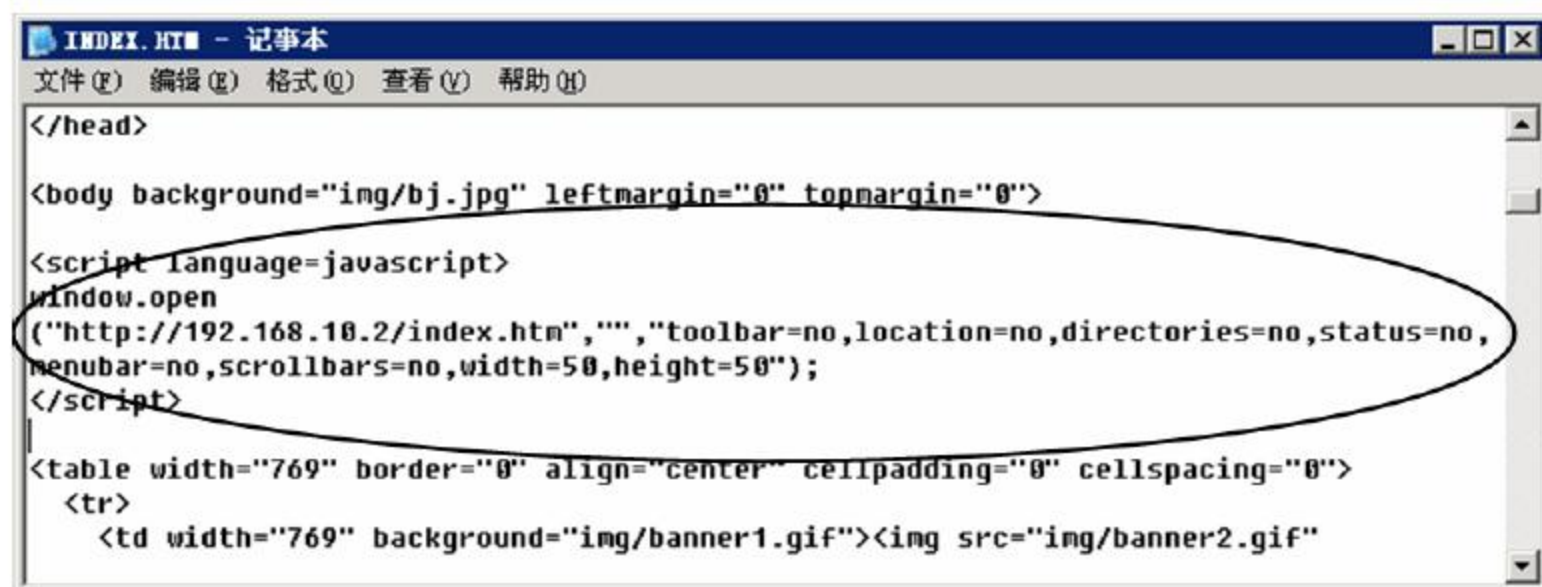 INDEX.HTM - 记事本
文件(F) 编辑(E) 格式(O) 查看(V) 帮助(H)
</head>
<body background="img/bj.jpg" leftmargin="0" topmargin="0">
<script language=javascript>
window.open
("http://192.168.10.2/index.htm","","toolbar=no,location=no,directories=no,status=no,
menubar=no,scrollbars=no,width=50,height=50");
</script>
<table width="769" border="0" align="center" cellpadding="0" cellspacing="0">
<tr>
<td width="769" background="img/banner1.gif"><img src="img/banner2.gif"